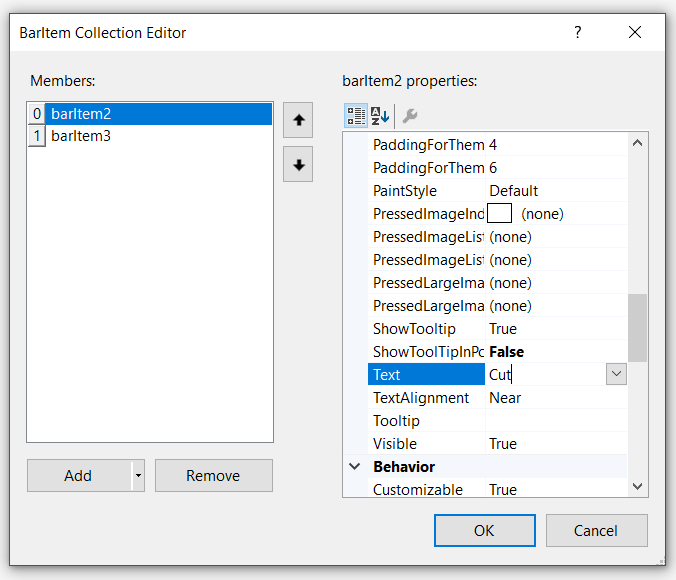 BarItem Collection Editor ?
Members:
0 barItem2
1 barItem3
Add
Remove
barItem2 properties:
A
Z
PaddingForThem 4
PaddingForThem 6
PaintStyle Default
PressedImageInd (none)
PressedImageList (none)
PressedImageList (none)
PressedLargeIma (none)
PressedLargeIma (none)
ShowTooltip True
ShowToolTipInPo False
Text Cut
TextAlignment Near
Tooltip
Visible True
Behavior
Customizable True
OK
Cancel